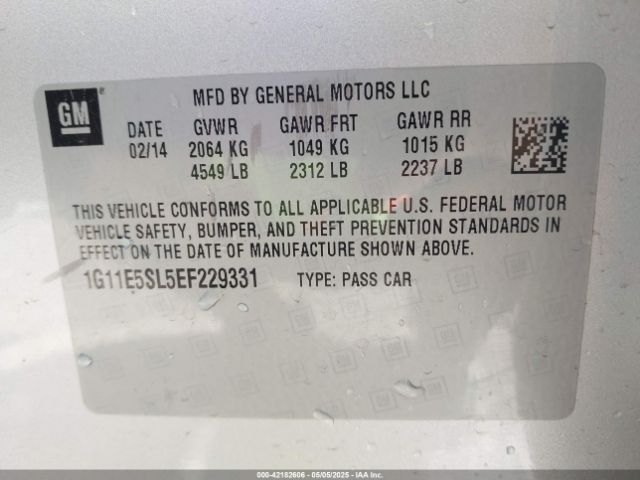 GM
MFD BY GENERAL MOTORS LLC
DATE GVWR GAWR FRT GAWR RR
02/14 2064 KG 1049 KG 1015 KG
4549 LB 2312 LB 2237 LB
THIS VEHICLE CONFORMS TO ALL APPLICABLE U.S. FEDERAL MOTOR
VEHICLE SAFETY, BUMPER, AND THEFT PREVENTION STANDARDS IN
EFFECT ON THE DATE OF MANUFACTURE SHOWN ABOVE.
1G11E5SL5EF229331 TYPE: PASS CAR
000-42182606 - 05/05/2025 - IAA Inc.